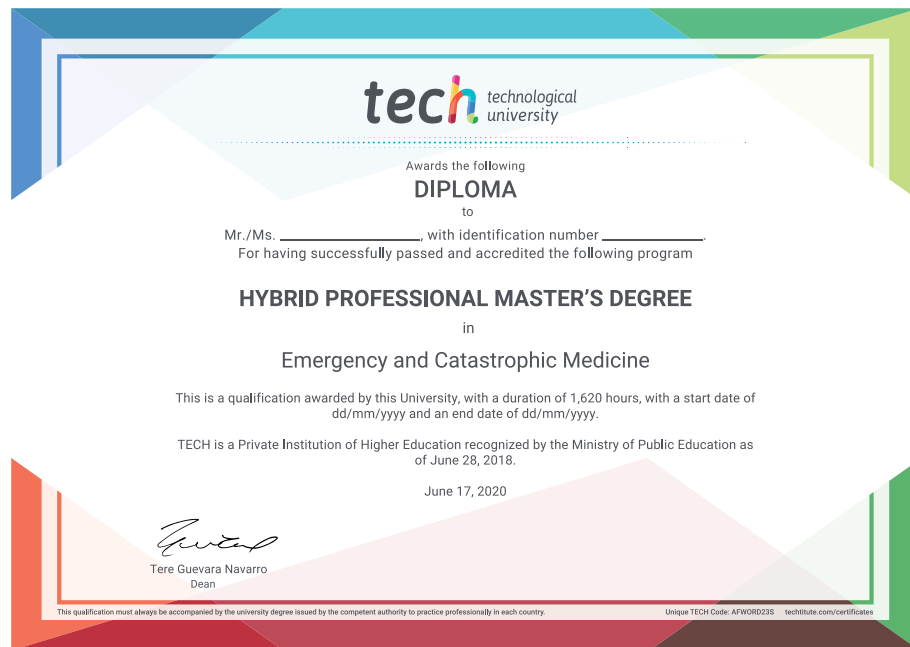 tech technological
university
Awards the following
DIPLOMA
to
Mr./Ms. ____________________, with identification number ______________.
For having successfully passed and accredited the following program
HYBRID PROFESSIONAL MASTER'S DEGREE
in
Emergency and Catastrophic Medicine
This is a qualification awarded by this University, with a duration of 1,620 hours, with a start date of
dd/mm/yyyy and an end date of dd/mm/yyyy.
TECH is a Private Institution of Higher Education recognized by the Ministry of Public Education as
of June 28, 2018.
June 17, 2020
Tere Guevara Navarro
Dean
This qualification must always be accompanied by the university degree issued by the competent authority to practice professionally in each country.
Unique TECH Code: AFWORD23S techtitute.com/certificates